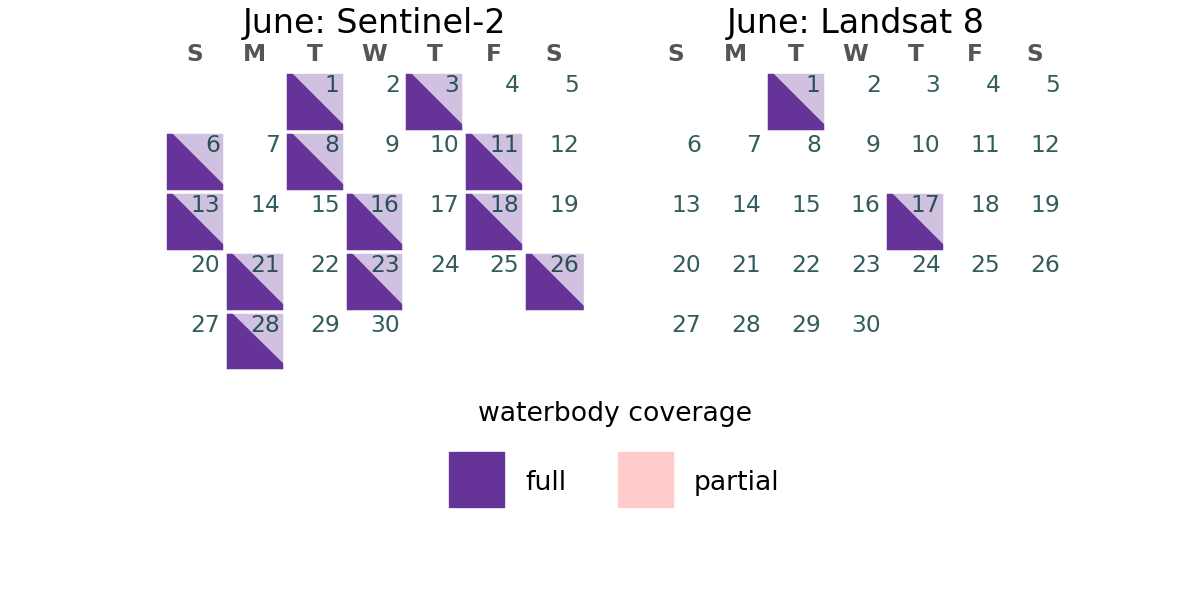 June: Sentinel-2
S M T W T F S
1 2 3 4 5
6 7 8 9 10 11 12
13 14 15 16 17 18 19
20 21 22 23 24 25 26
27 28 29 30
June: Landsat 8
S M T W T F S
1 2 3 4 5
6 7 8 9 10 11 12
13 14 15 16 17 18 19
20 21 22 23 24 25 26
27 28 29 30
waterbody coverage
full
partial